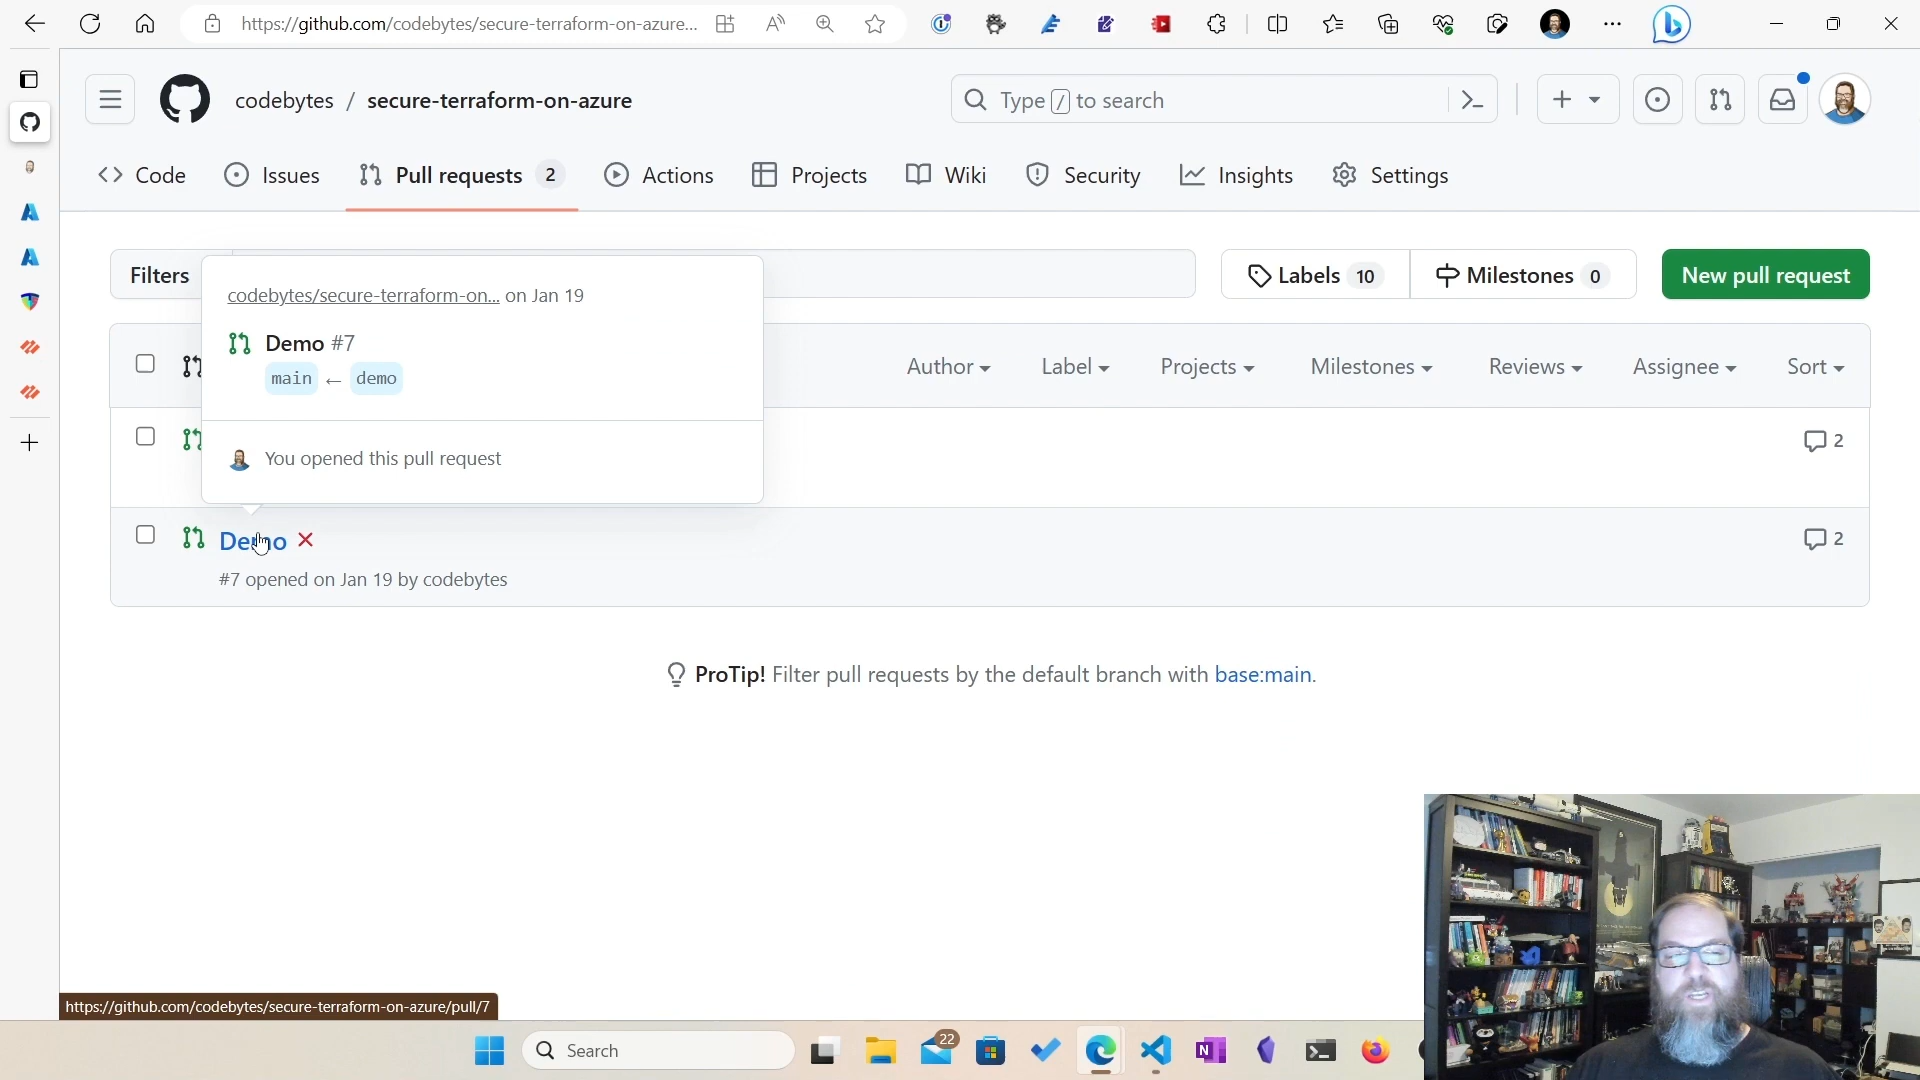 https://github.com/codebytes/secure-terraform-on-azure...
codebytes / secure-terraform-on-azure
Type / to search
Code
Issues
Pull requests 2
Actions
Projects
Wiki
Security
Insights
Settings
Filters
Labels 10
Milestones 0
New pull request
codebytes/secure-terraform-on... on Jan 19
Demo #7
main ← demo
You opened this pull request
Author
Label
Projects
Milestones
Reviews
Assignee
Sort
2
Demo
2
#7 opened on Jan 19 by codebytes
ProTip! Filter pull requests by the default branch with base:main.
https://github.com/codebytes/secure-terraform-on-azure/pull/7
Search
22